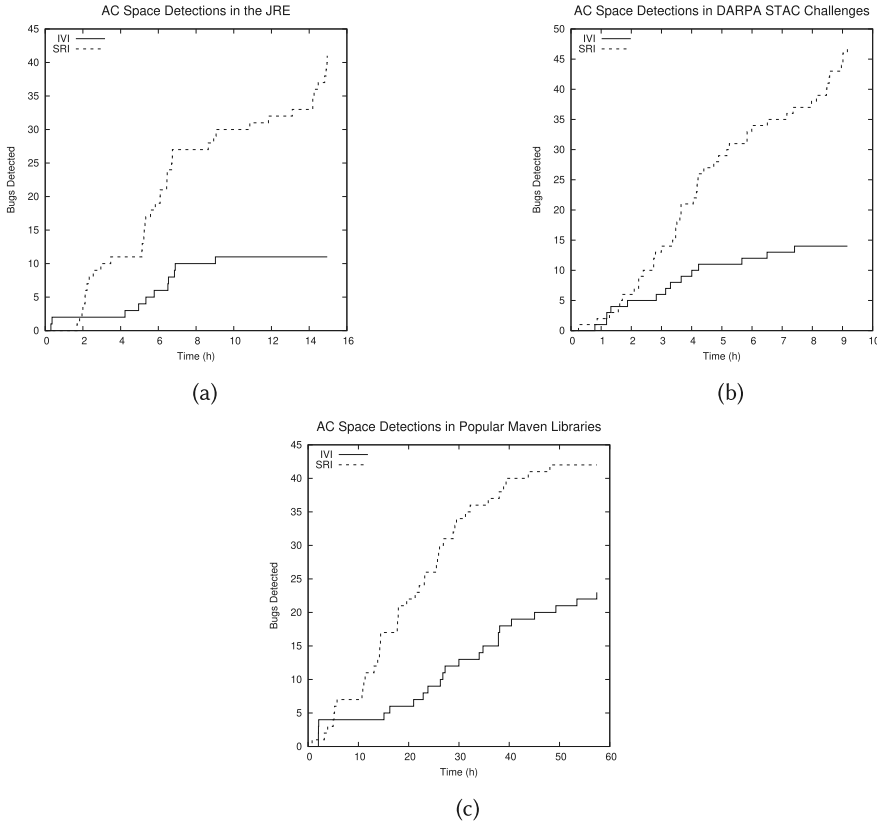 AC Space Detections in the JRE
45
40
35
30
25
20
15
10
5
0
IVI
SRI
Bugs Detected
0 2 4 6 8 10 12 14 16
Time (h)
(a)
AC Space Detections in DARPA STAC Challenges
50
45
40
35
30
25
20
15
10
5
0
IVI
SRI
Bugs Detected
0 1 2 3 4 5 6 7 8 9 10
Time (h)
(b)
AC Space Detections in Popular Maven Libraries
45
40
35
30
25
20
15
10
5
0
IVI
SRI
Bugs Detected
0 10 20 30 40 50 60
Time (h)
(c)